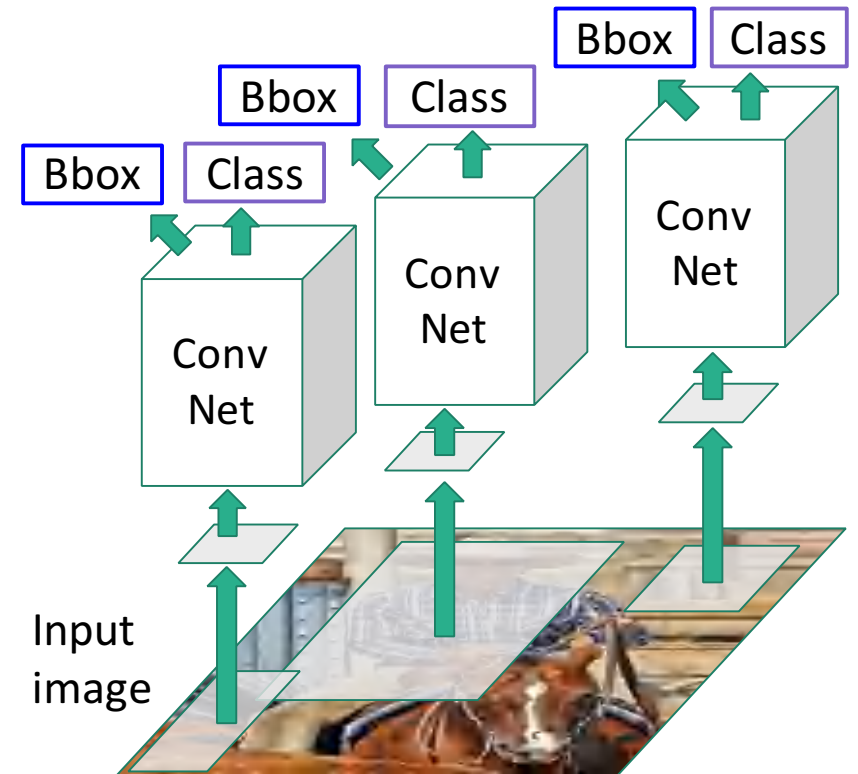 Bbox Class
Bbox Class
Bbox Class
Conv
Net
Conv
Net
Conv
Net
Input
image